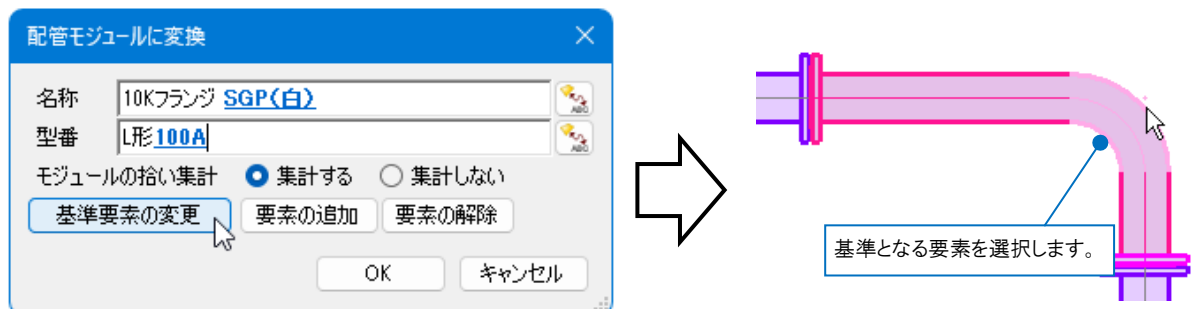 配管モジュールに変換
名称 10Kフランジ SGP(白)
ABC
型番 L形100A
ABC
モジュールの拾い集計 集計する 集計しない
基準要素の変更 要素の追加 要素の解除
OK キャンセル
基準となる要素を選択します。